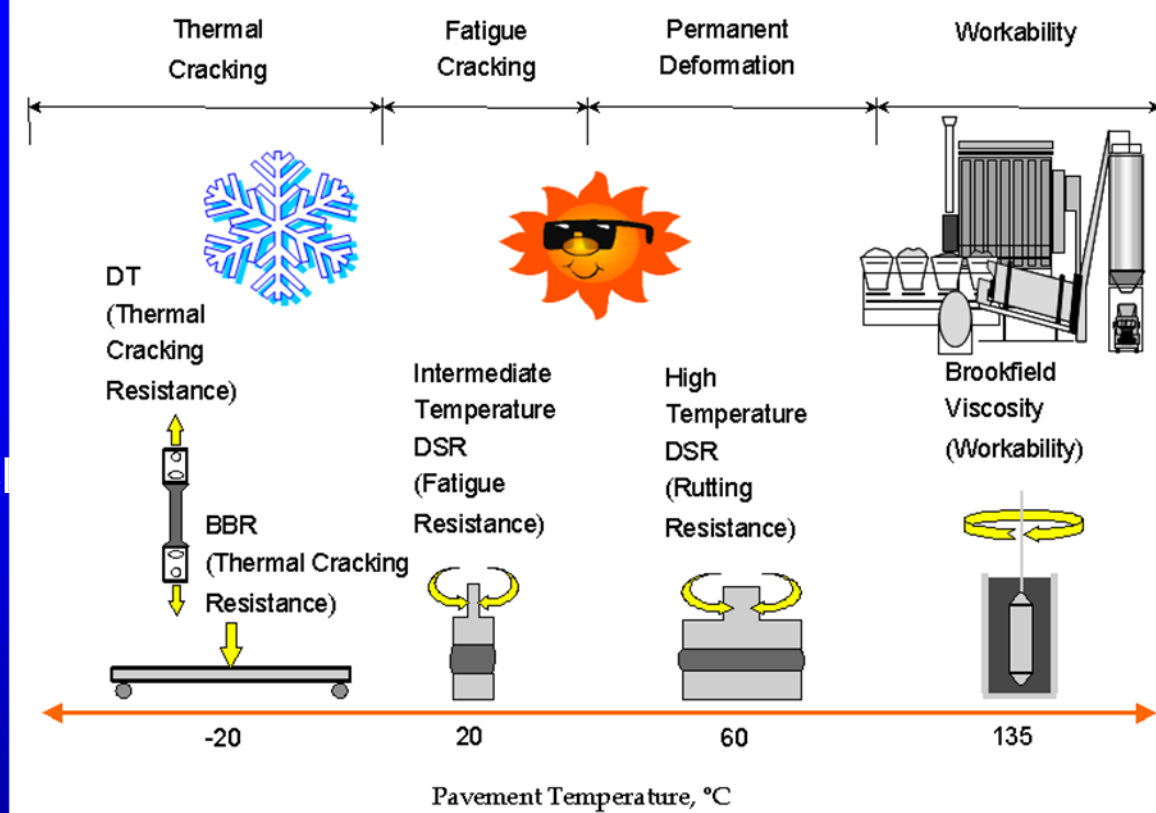 Thermal
Cracking
Fatigue
Cracking
Permanent
Deformation
Workability
DT
(Thermal
Cracking
Resistance)
BBR
(Thermal Cracking
Resistance)
Intermediate
Temperature
DSR
(Fatigue
Resistance)
High
Temperature
DSR
(Rutting
Resistance)
Brookfield
Viscosity
(Workability)
-20
20
60
135
Pavement Temperature, °C